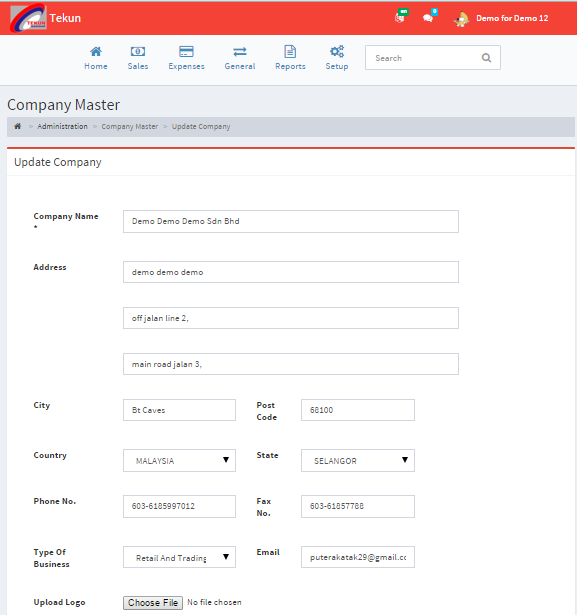 Tekun
Demo for Demo 12
Home
Sales
Expenses
General
Reports
Setup
Search
Company Master
> Administration > Company Master > Update Company
Update Company
Company Name
*
Demo Demo Demo Sdn Bhd
Address
demo demo demo
off jalan line 2,
main road jalan 3,
City
Bt Caves
Post
Code
68100
Country
MALAYSIA
State
SELANGOR
Phone No.
603-6185997012
Fax
No.
603-61857788
Type Of
Business
Retail And Trading
Email
puterakatak29@gmail.cc
Upload Logo
Choose File No file chosen